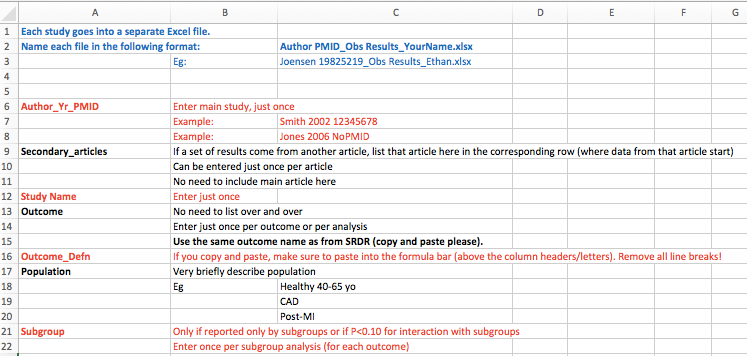 A B C D E F G
1 Each study goes into a separate Excel file.
2 Name each file in the following format: Author PMID_Obs Results_YourName.xlsx
3 Eg: Joensen 19825219_Obs Results_Ethan.xlsx
4
5
6 Author_Yr_PMID Enter main study, just once
7 Example: Smith 2002 12345678
8 Example: Jones 2006 NoPMID
9 Secondary_articles If a set of results come from another article, list that article here in the corresponding row (where data from that article start)
10 Can be entered just once per article
11 No need to include main article here
12 Study Name Enter just once
13 Outcome No need to list over and over
14 Enter just once per outcome or per analysis
15 Use the same outcome name as from SRDR (copy and paste please).
16 Outcome_Defn If you copy and paste, make sure to paste into the formula bar (above the column headers/letters). Remove all line breaks!
17 Population Very briefly describe population
18 Eg Healthy 40-65 yo
19 CAD
20 Post-MI
21 Subgroup Only if reported only by subgroups or if P<0.10 for interaction with subgroups
22 Enter once per subgroup analysis (for each outcome)